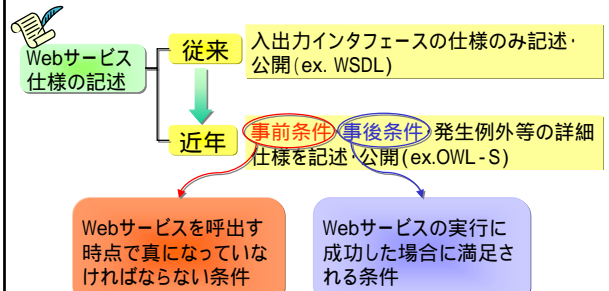 Webサービス
仕様の記述
従来
入出力インタフェースの仕様のみ記述・
公開(ex. WSDL)
近年
事前条件・事後条件・発生例外等の詳細
仕様を記述・公開(ex.OWL-S)
Webサービスを呼出す
時点で真になっていな
ければならない条件
Webサービスの実行に
成功した場合に満足さ
れる条件